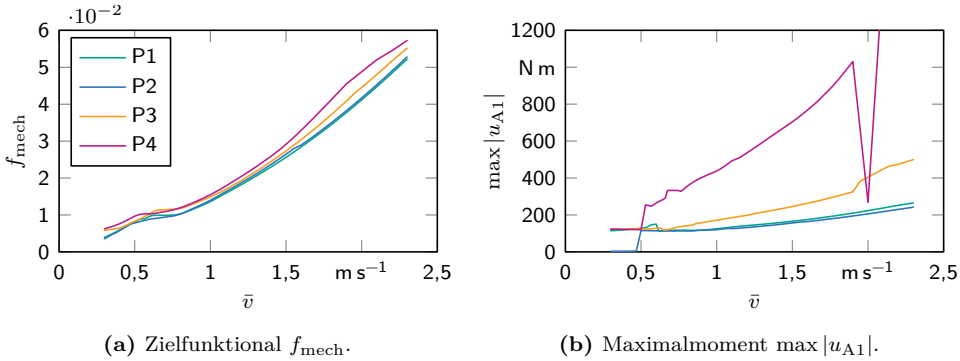 ·10⁻²
6
5
4
3
2
1
0
f_mech
P1
P2
P3
P4
0 0,5 1 1,5 m s⁻¹ 2,5
v̄
(a) Zielfunktional f_mech.
1200
N m
800
600
400
200
0
max |u_A1|
0 0,5 1 1,5 m s⁻¹ 2,5
v̄
(b) Maximalmoment max |u_A1|.